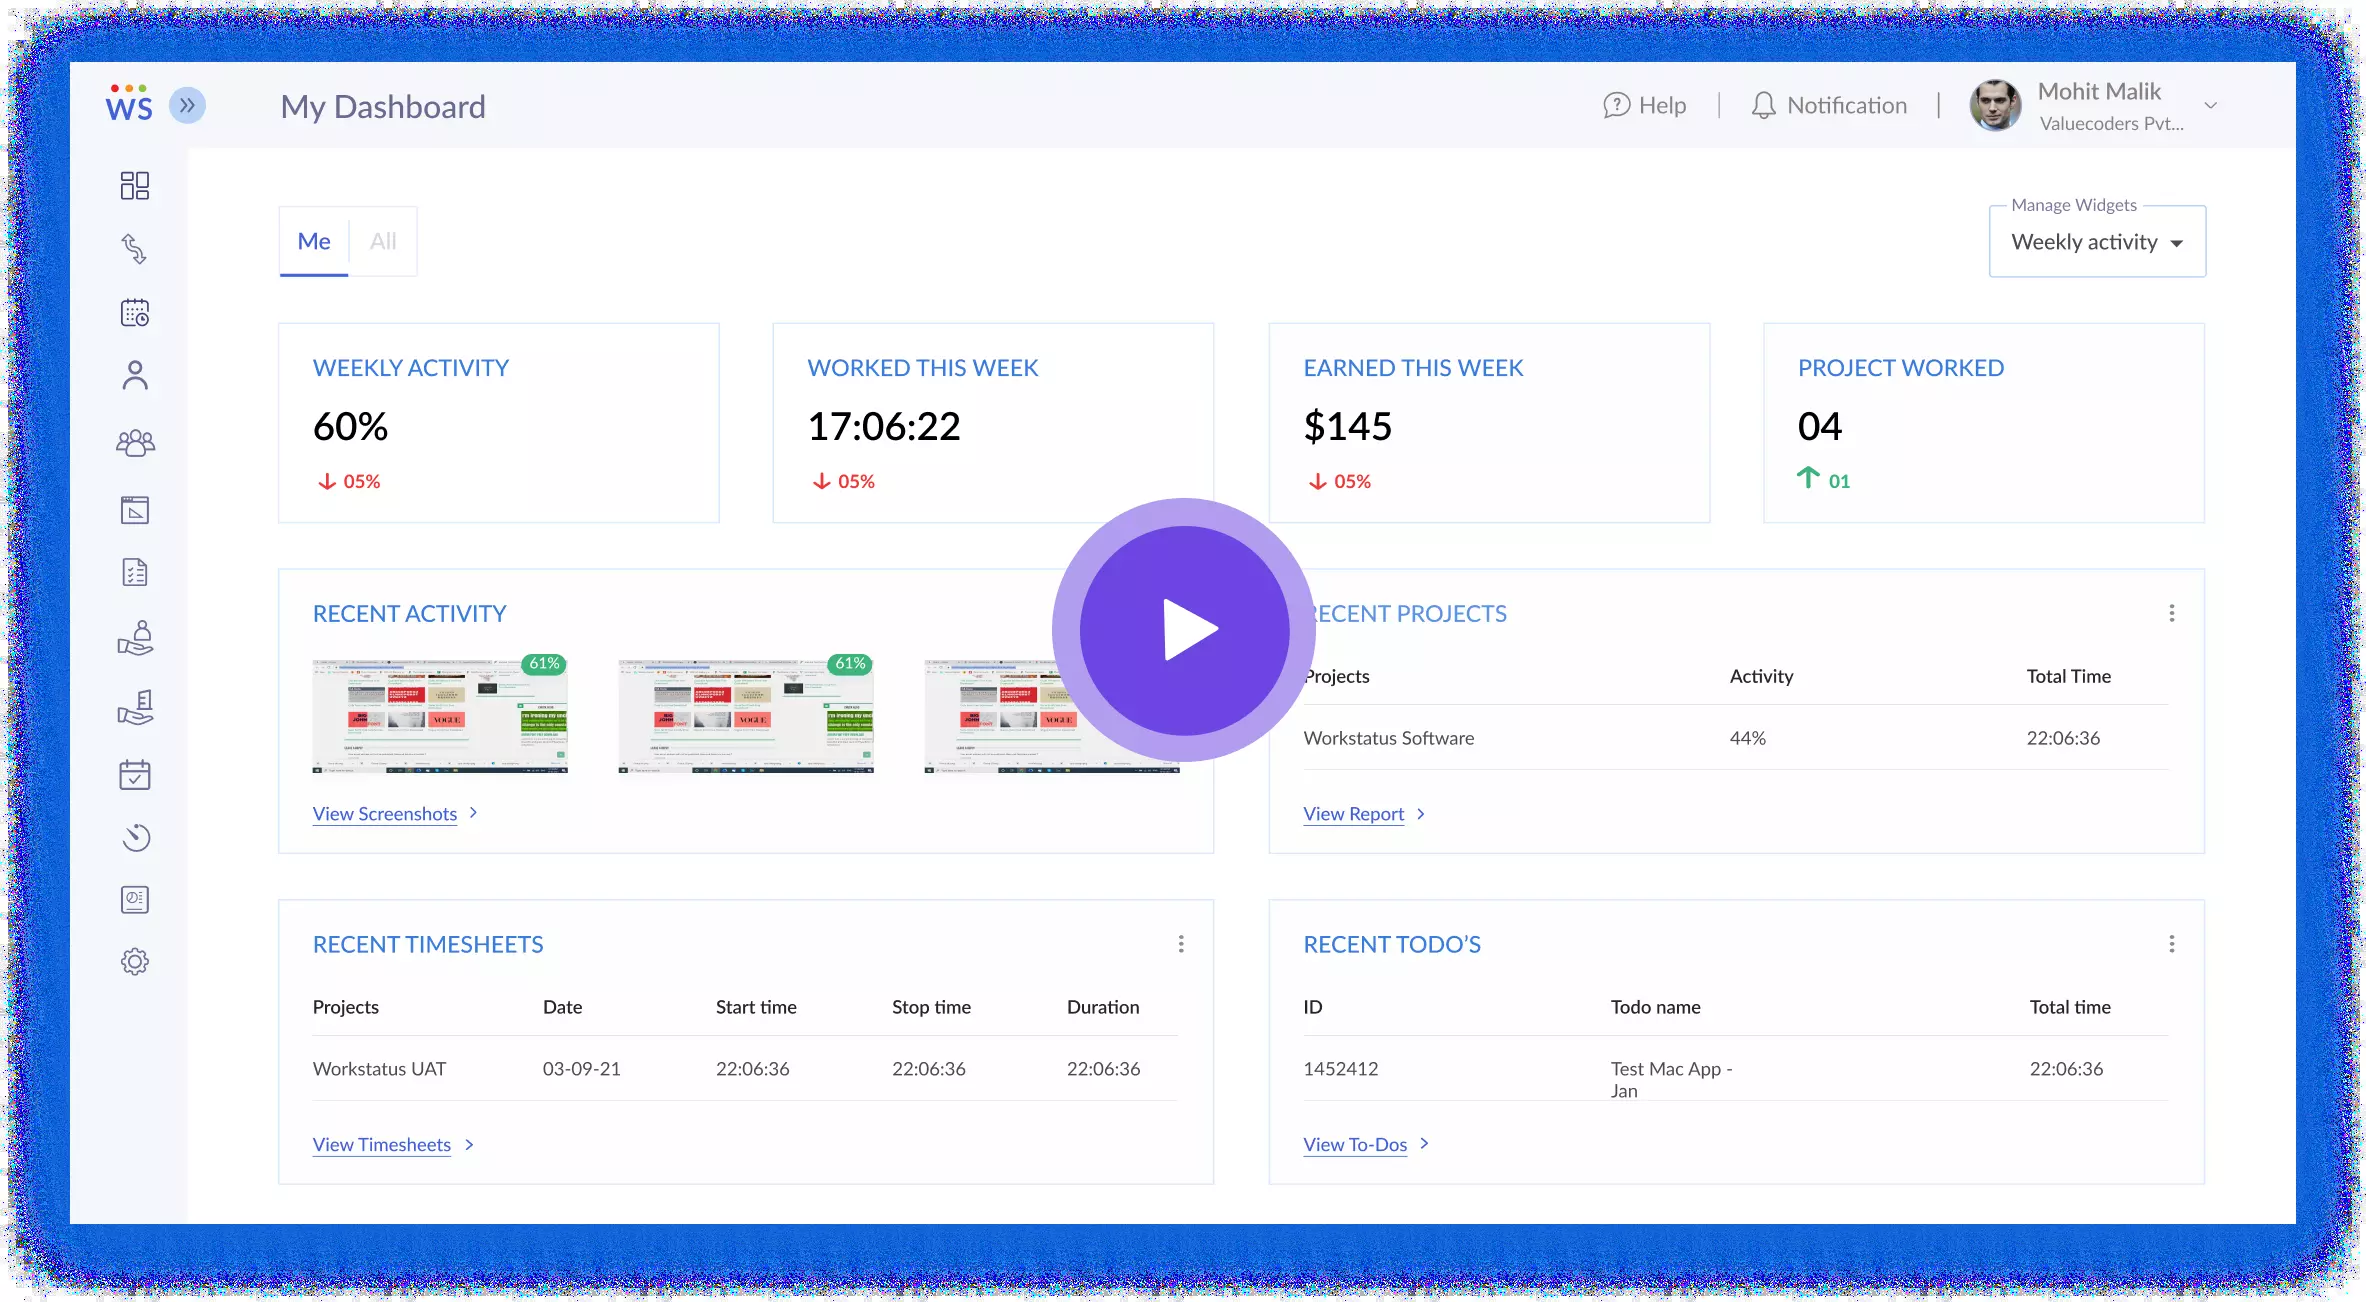 WS
My Dashboard
Help
Notification
Mohit Malik
Valuecoders Pvt...
Me
All
Manage Widgets
Weekly activity
WEEKLY ACTIVITY
60%
05%
WORKED THIS WEEK
17:06:22
05%
EARNED THIS WEEK
$145
05%
PROJECT WORKED
04
01
RECENT ACTIVITY
61%
61%
VOGUE
VOGUE
VOGUE
View Screenshots
RECENT PROJECTS
Projects Activity Total Time
Workstatus Software 44% 22:06:36
View Report
RECENT TIMESHEETS
Projects Date Start time Stop time Duration
Workstatus UAT 03-09-21 22:06:36 22:06:36 22:06:36
View Timesheets
RECENT TODO’S
ID Todo name Total time
1452412 Test Mac App - 22:06:36
Jan
View To-Dos